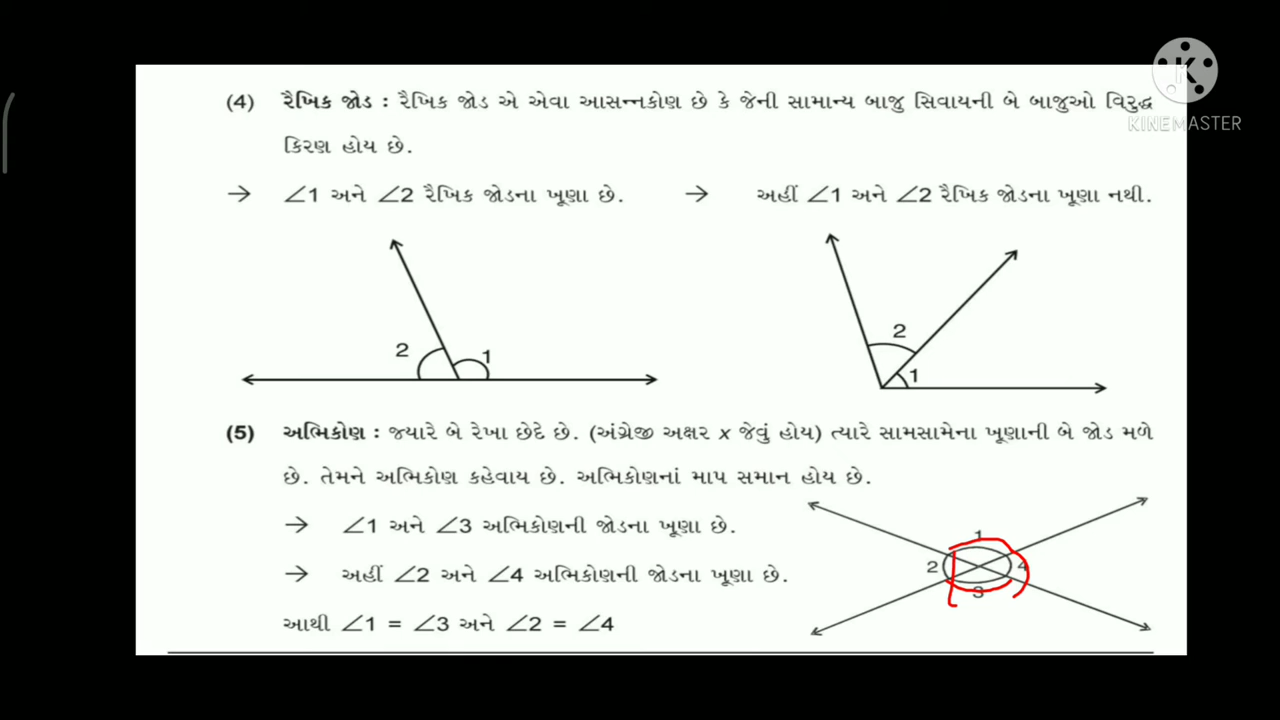 (4) રૈખિક જોડ : રૈખિક જોડ એ એવા આસન્નકોણ છે કે જેની સામાન્ય બાજુ સિવાયની બે બાજુઓ વિરુદ્ધ
કિરણ હોય છે.
→ ∠1 અને ∠2 રૈખિક જોડના ખૂણા છે. → અહીં ∠1 અને ∠2 રૈખિક જોડના ખૂણા નથી.
2 1
2
1
(5) અભિકોણ : જ્યારે બે રેખા છેદે છે. (અંગ્રેજી અક્ષર x જેવું હોય) ત્યારે સામસામેના ખૂણાની બે જોડ મળે
છે. તેમને અભિકોણ કહેવાય છે. અભિકોણનાં માપ સમાન હોય છે.
→ ∠1 અને ∠3 અભિકોણની જોડના ખૂણા છે.
→ અહીં ∠2 અને ∠4 અભિકોણની જોડના ખૂણા છે.
આથી ∠1 = ∠3 અને ∠2 = ∠4
1
2 4
3
K
KINEMASTER